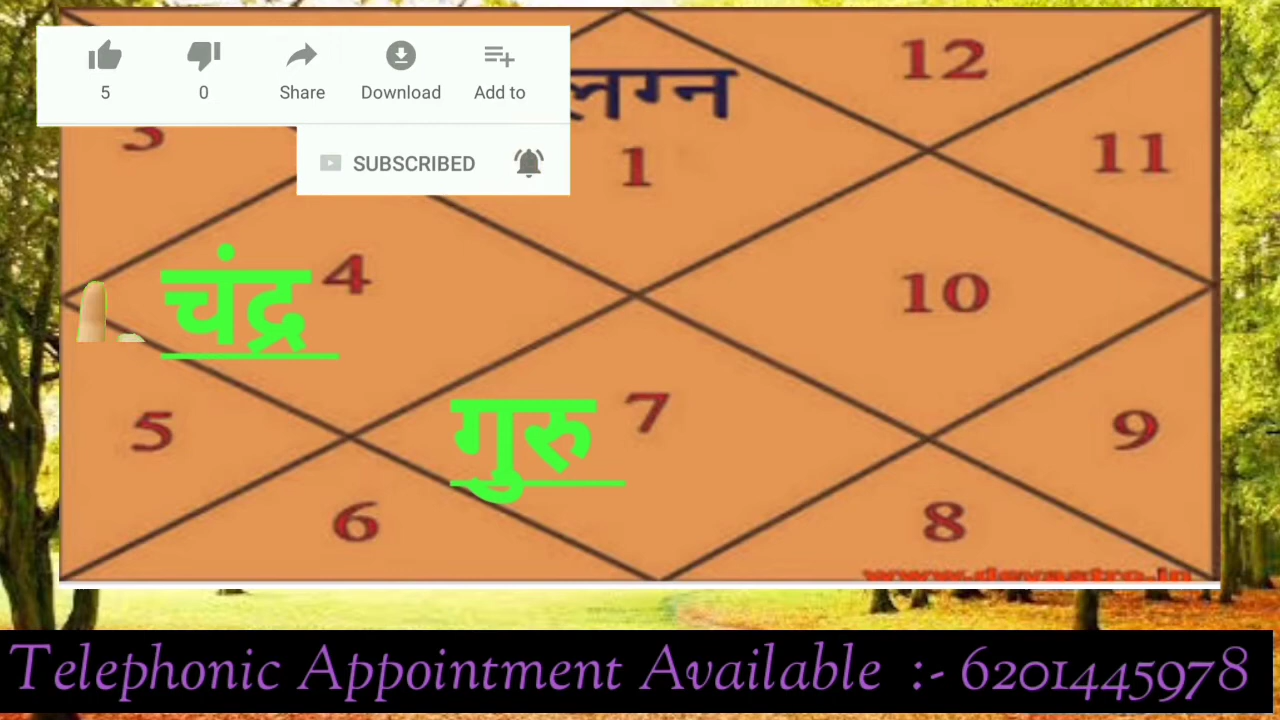 5 0 Share Download Add to
SUBSCRIBED
लग्न
12
11
1
3
चंद्र 4
10
गुरु 7
5
9
6
8
Telephonic Appointment Available :- 6201445978